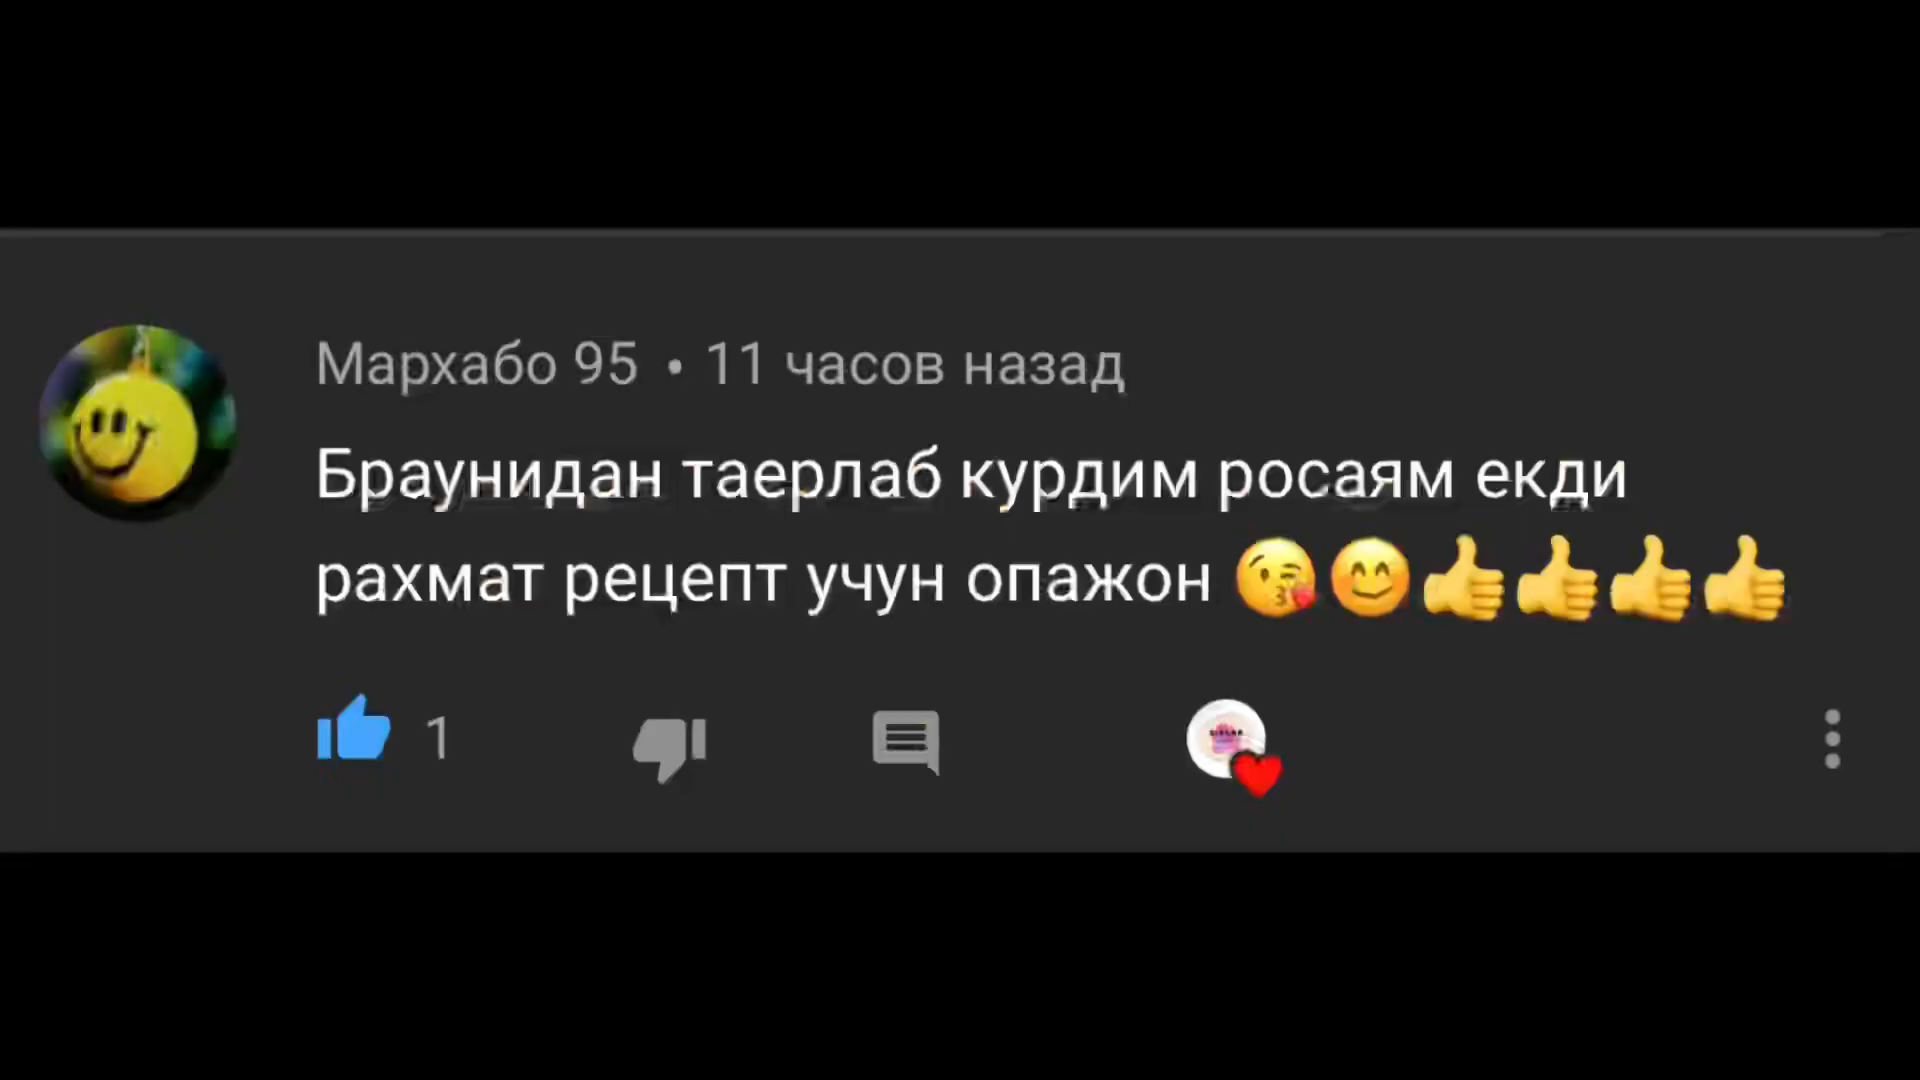 Мархабо 95 • 11 часов назад
Браунидан таерлаб курдим росаям екди
рахмат рецепт учун опажон 😘😊👍👍👍👍
1